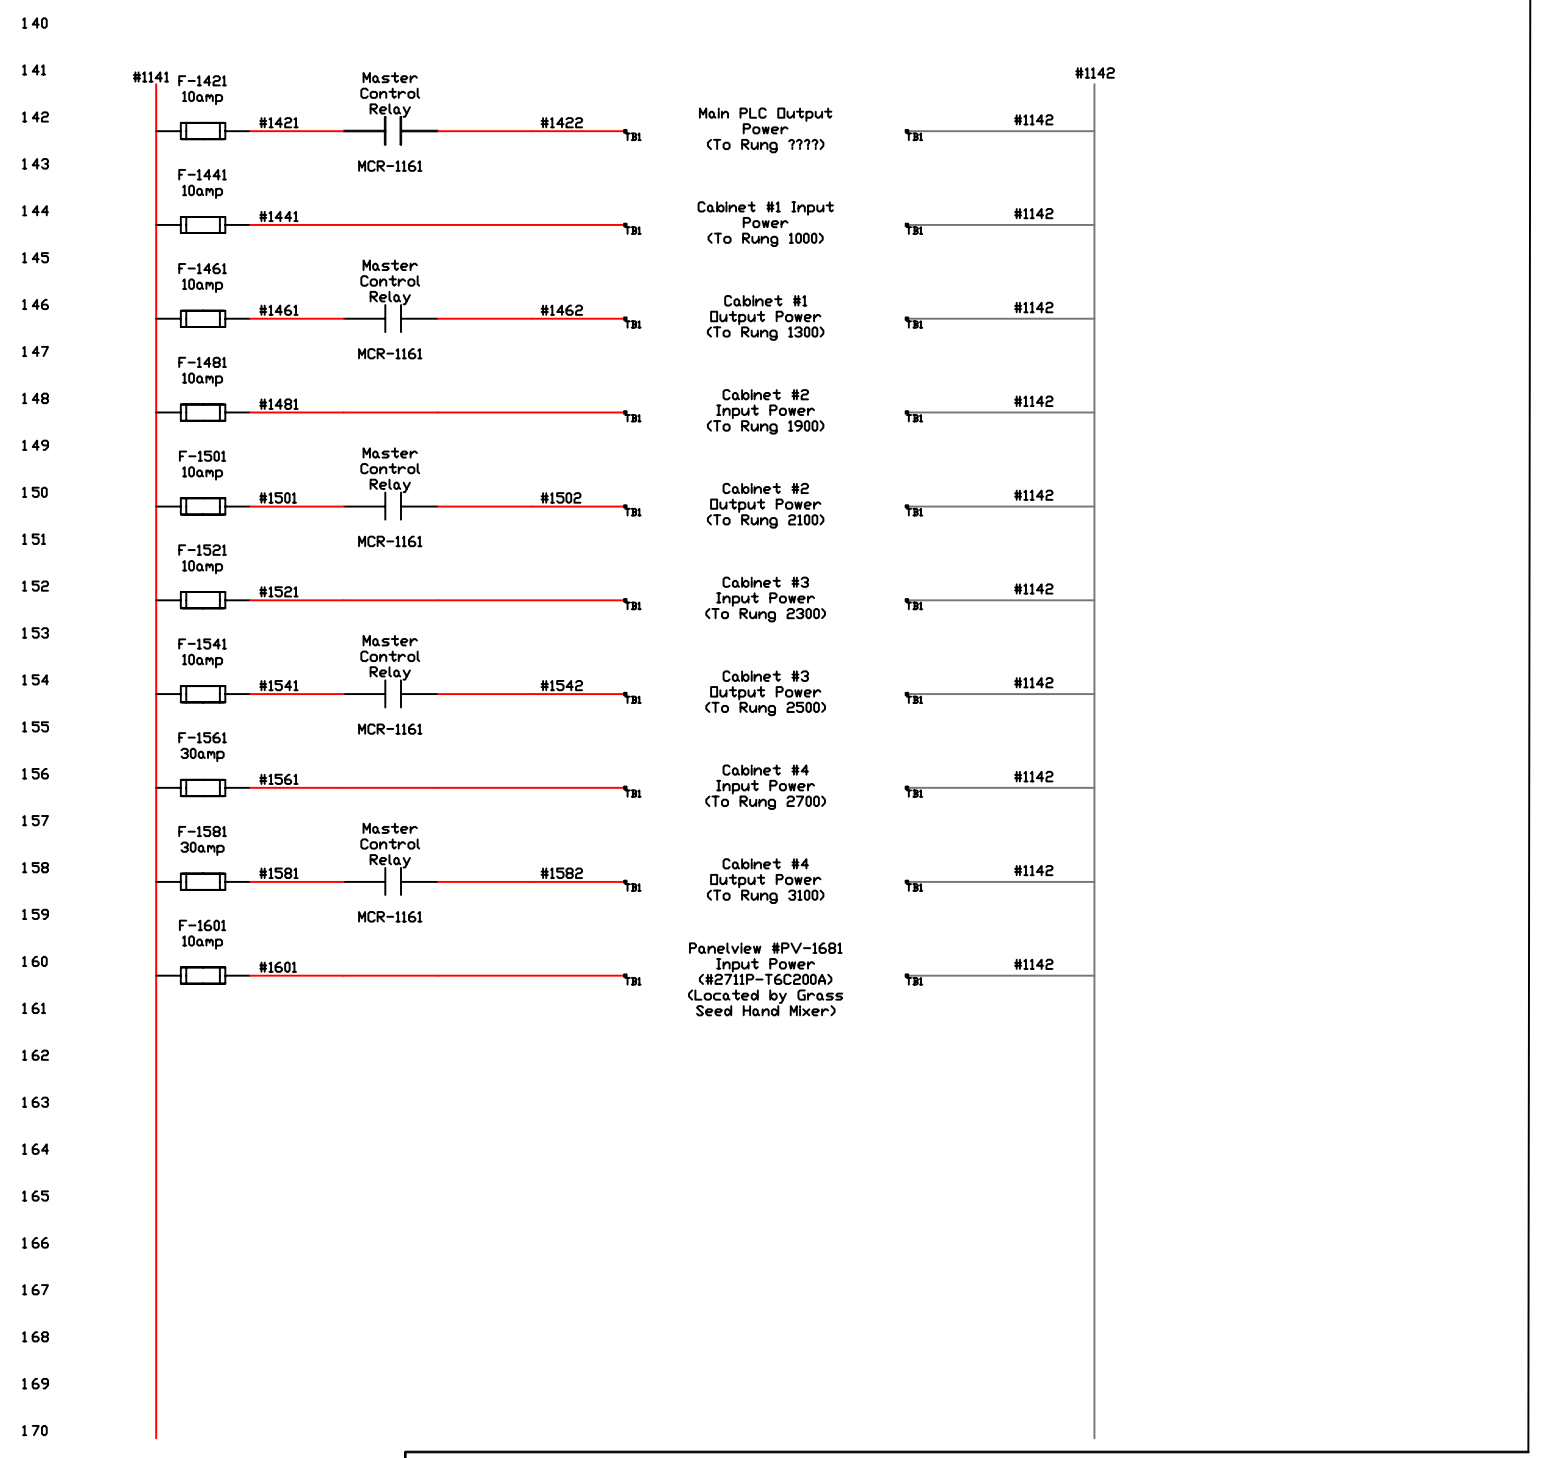 140
141
#1141
F-1421
10amp
Master
Control
Relay
#1142
142
#1421
#1422
TB1
Main PLC Output
Power
(To Rung ????)
TB1
#1142
MCR-1161
143
F-1441
10amp
144
#1441
TB1
Cabinet #1 Input
Power
(To Rung 1000)
TB1
#1142
145
F-1461
10amp
Master
Control
Relay
146
#1461
#1462
TB1
Cabinet #1
Output Power
(To Rung 1300)
TB1
#1142
MCR-1161
147
F-1481
10amp
148
#1481
TB1
Cabinet #2
Input Power
(To Rung 1900)
TB1
#1142
149
F-1501
10amp
Master
Control
Relay
150
#1501
#1502
TB1
Cabinet #2
Output Power
(To Rung 2100)
TB1
#1142
MCR-1161
151
F-1521
10amp
152
#1521
TB1
Cabinet #3
Input Power
(To Rung 2300)
TB1
#1142
153
F-1541
10amp
Master
Control
Relay
154
#1541
#1542
TB1
Cabinet #3
Output Power
(To Rung 2500)
TB1
#1142
MCR-1161
155
F-1561
30amp
156
#1561
TB1
Cabinet #4
Input Power
(To Rung 2700)
TB1
#1142
157
F-1581
30amp
Master
Control
Relay
158
#1581
#1582
TB1
Cabinet #4
Output Power
(To Rung 3100)
TB1
#1142
MCR-1161
159
F-1601
10amp
160
#1601
TB1
Panelview #PV-1681
Input Power
(#2711P-T6C200A)
(Located by Grass
Seed Hand Mixer)
TB1
#1142
161
162
163
164
165
166
167
168
169
170